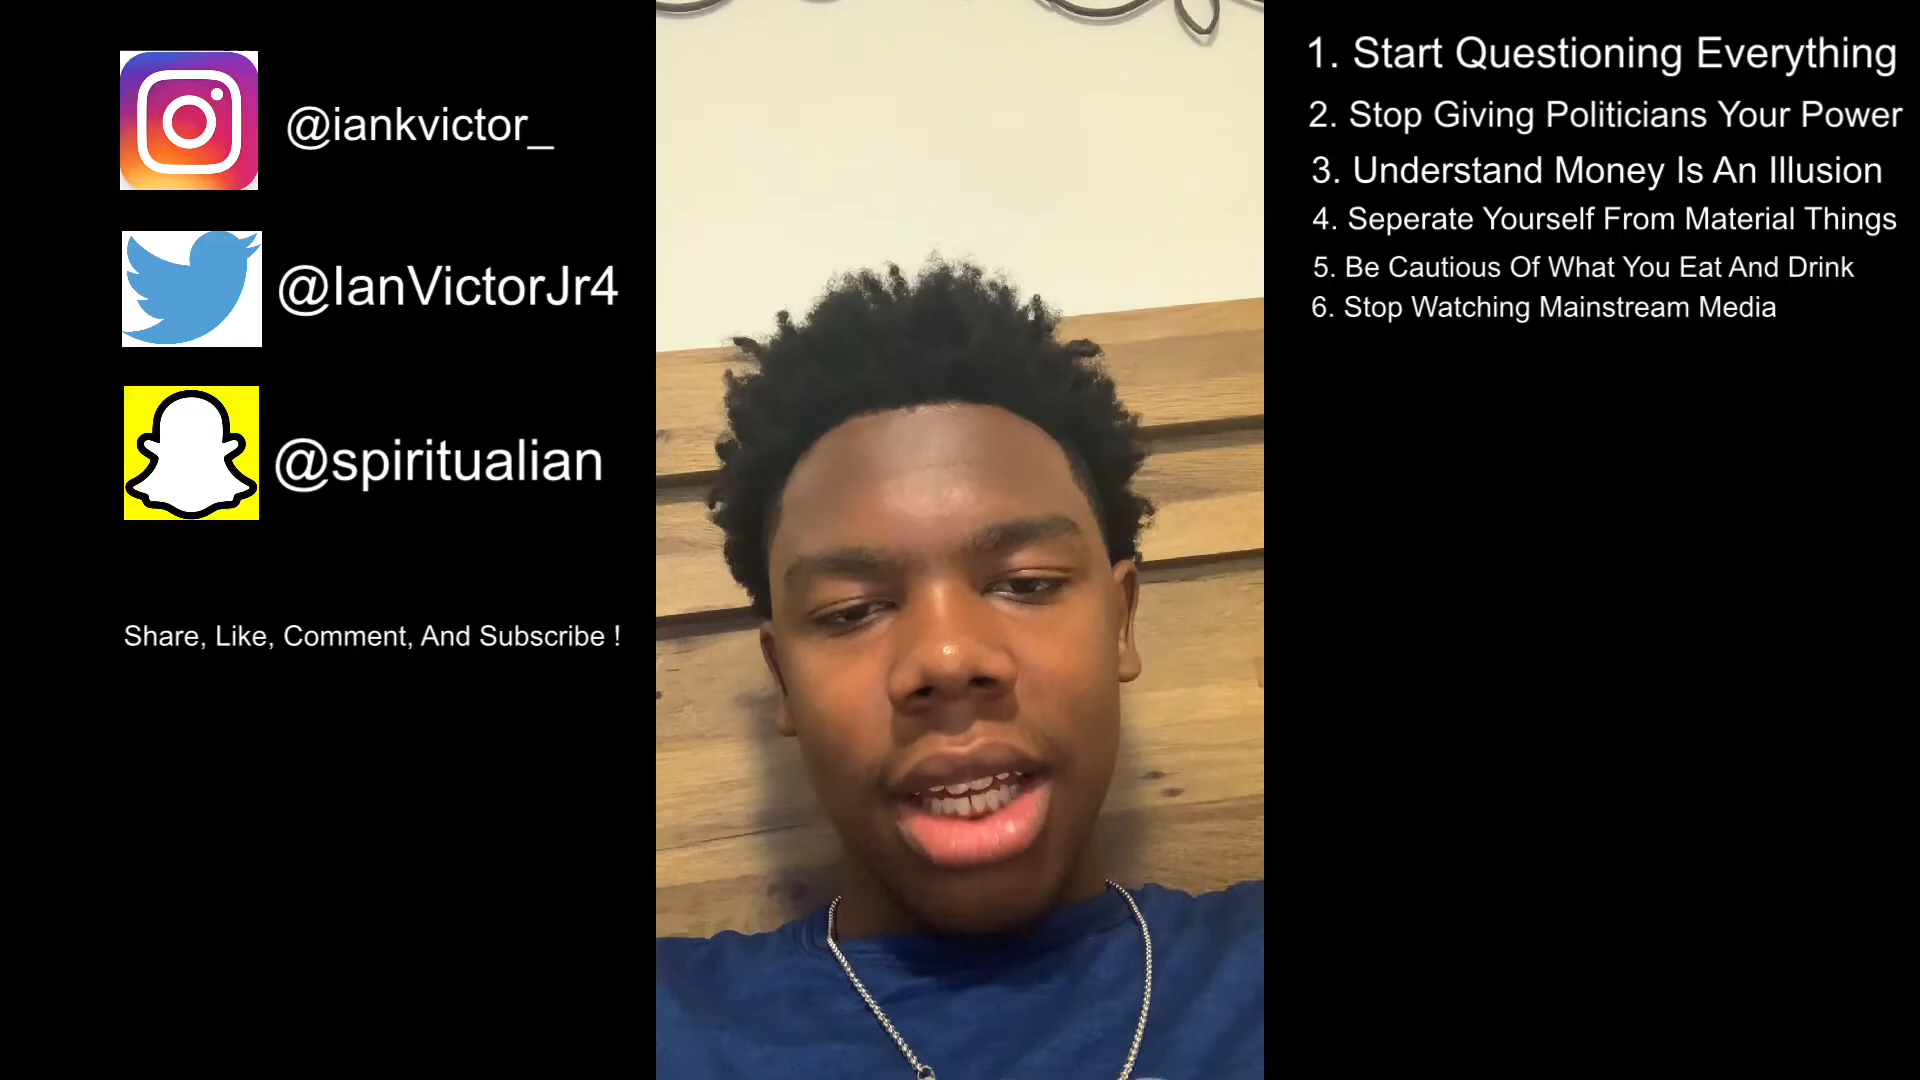 @iankvictor_
@IanVictorJr4
@spiritualian
Share, Like, Comment, And Subscribe !
1. Start Questioning Everything
2. Stop Giving Politicians Your Power
3. Understand Money Is An Illusion
4. Seperate Yourself From Material Things
5. Be Cautious Of What You Eat And Drink
6. Stop Watching Mainstream Media